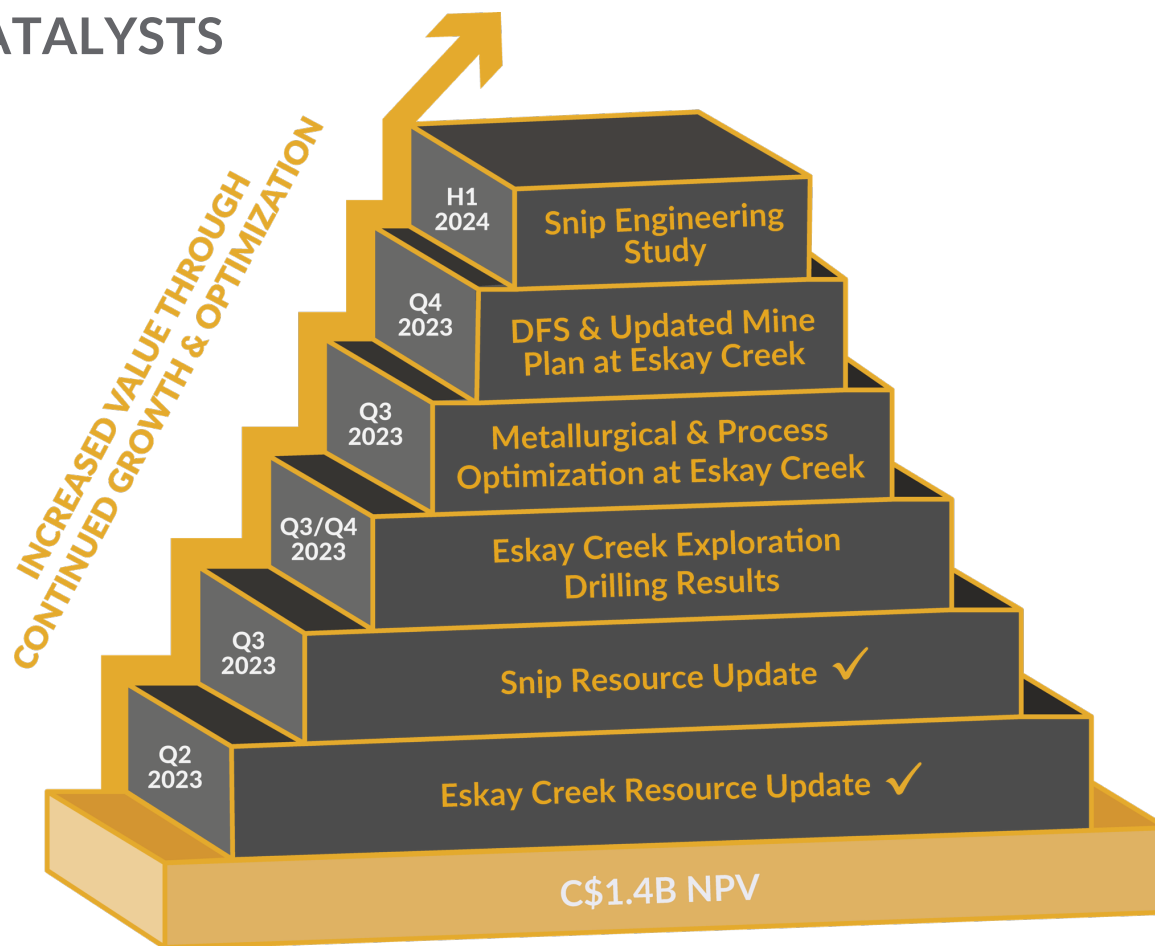 ATALYSTS
INCREASED VALUE THROUGH
CONTINUED GROWTH & OPTIMIZATION
H1
2024
Snip Engineering
Study
Q4
2023
DFS & Updated Mine
Plan at Eskay Creek
Q3
2023
Metallurgical & Process
Optimization at Eskay Creek
Q3/Q4
2023
Eskay Creek Exploration
Drilling Results
Q3
2023
Snip Resource Update ✓
Q2
2023
Eskay Creek Resource Update ✓
C$1.4B NPV